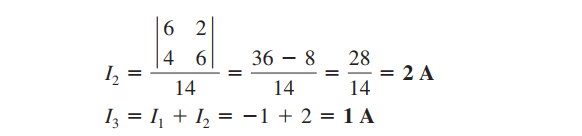 I₂ = |6 2 4 6| / 14 = (36 − 8) / 14 = 28 / 14 = 2 A
I₃ = I₁ + I₂ = −1 + 2 = 1 A